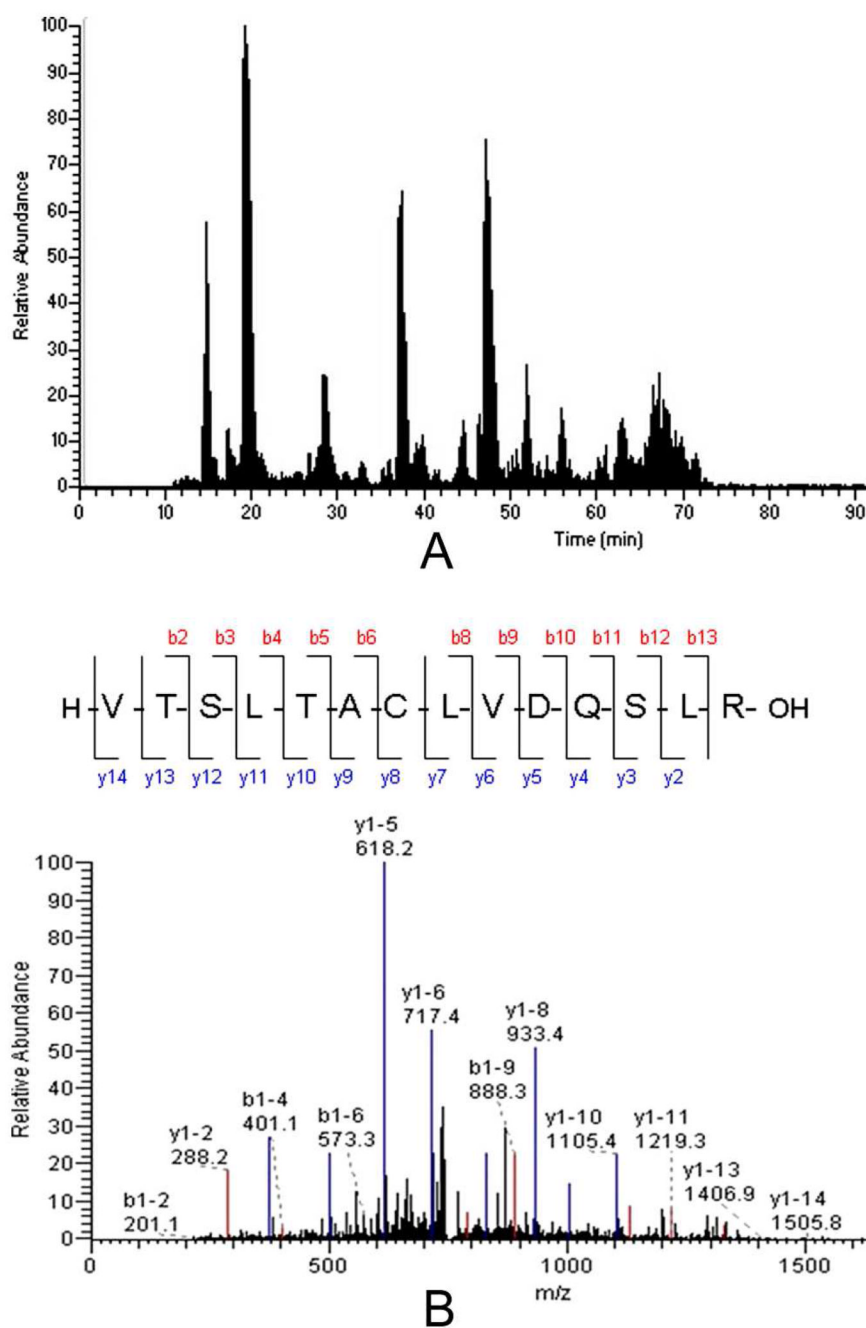 100
90
80
70
60
50
40
30
20
10
0
Relative Abundance
0 10 20 30 40 50 60 70 80 90
Time (min)
A
b2 b3 b4 b5 b6 b8 b9 b10 b11 b12 b13
H V T S L T A C L V D Q S L R OH
y14 y13 y12 y11 y10 y9 y8 y7 y6 y5 y4 y3 y2
y1-5
618.2
y1-6
717.4
y1-8
933.4
b1-9
888.3
b1-4
401.1
y1-2
288.2
b1-6
573.3
y1-10
1105.4
y1-11
1219.3
y1-13
1406.9
y1-14
1505.8
b1-2
201.1
100
90
80
70
60
50
40
30
20
10
0
Relative Abundance
0 500 1000 1500
m/z
B